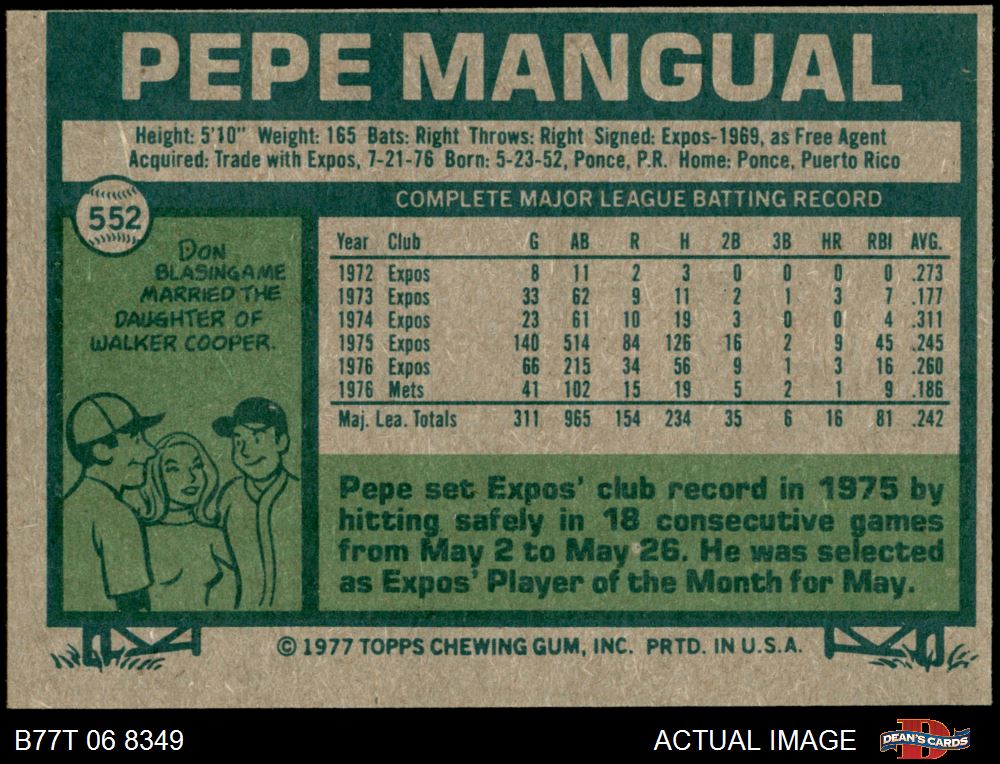 PEPE MANGUAL
Height: 5'10" Weight: 165 Bats: Right Throws: Right Signed: Expos-1969, as Free Agent
Acquired: Trade with Expos, 7-21-76 Born: 5-23-52, Ponce, P.R. Home: Ponce, Puerto Rico
552
DON
BLASINGAME
MARRIED THE
DAUGHTER OF
WALKER COOPER.
COMPLETE MAJOR LEAGUE BATTING RECORD
Year Club G AB R H 2B 3B HR RBI AVG.
1972 Expos 8 11 2 3 0 0 0 0 .273
1973 Expos 33 62 9 11 2 1 3 7 .177
1974 Expos 23 61 10 19 3 0 0 4 .311
1975 Expos 140 514 84 126 16 2 9 45 .245
1976 Expos 66 215 34 56 9 1 3 16 .260
1976 Mets 41 102 15 19 5 2 1 9 .186
Maj. Lea. Totals 311 965 154 234 35 6 16 81 .242
Pepe set Expos' club record in 1975 by
hitting safely in 18 consecutive games
from May 2 to May 26. He was selected
as Expos' Player of the Month for May.
© 1977 TOPPS CHEWING GUM, INC. PRTD. IN U.S.A.
B77T 06 8349
ACTUAL IMAGE
D
DEAN'S CARDS